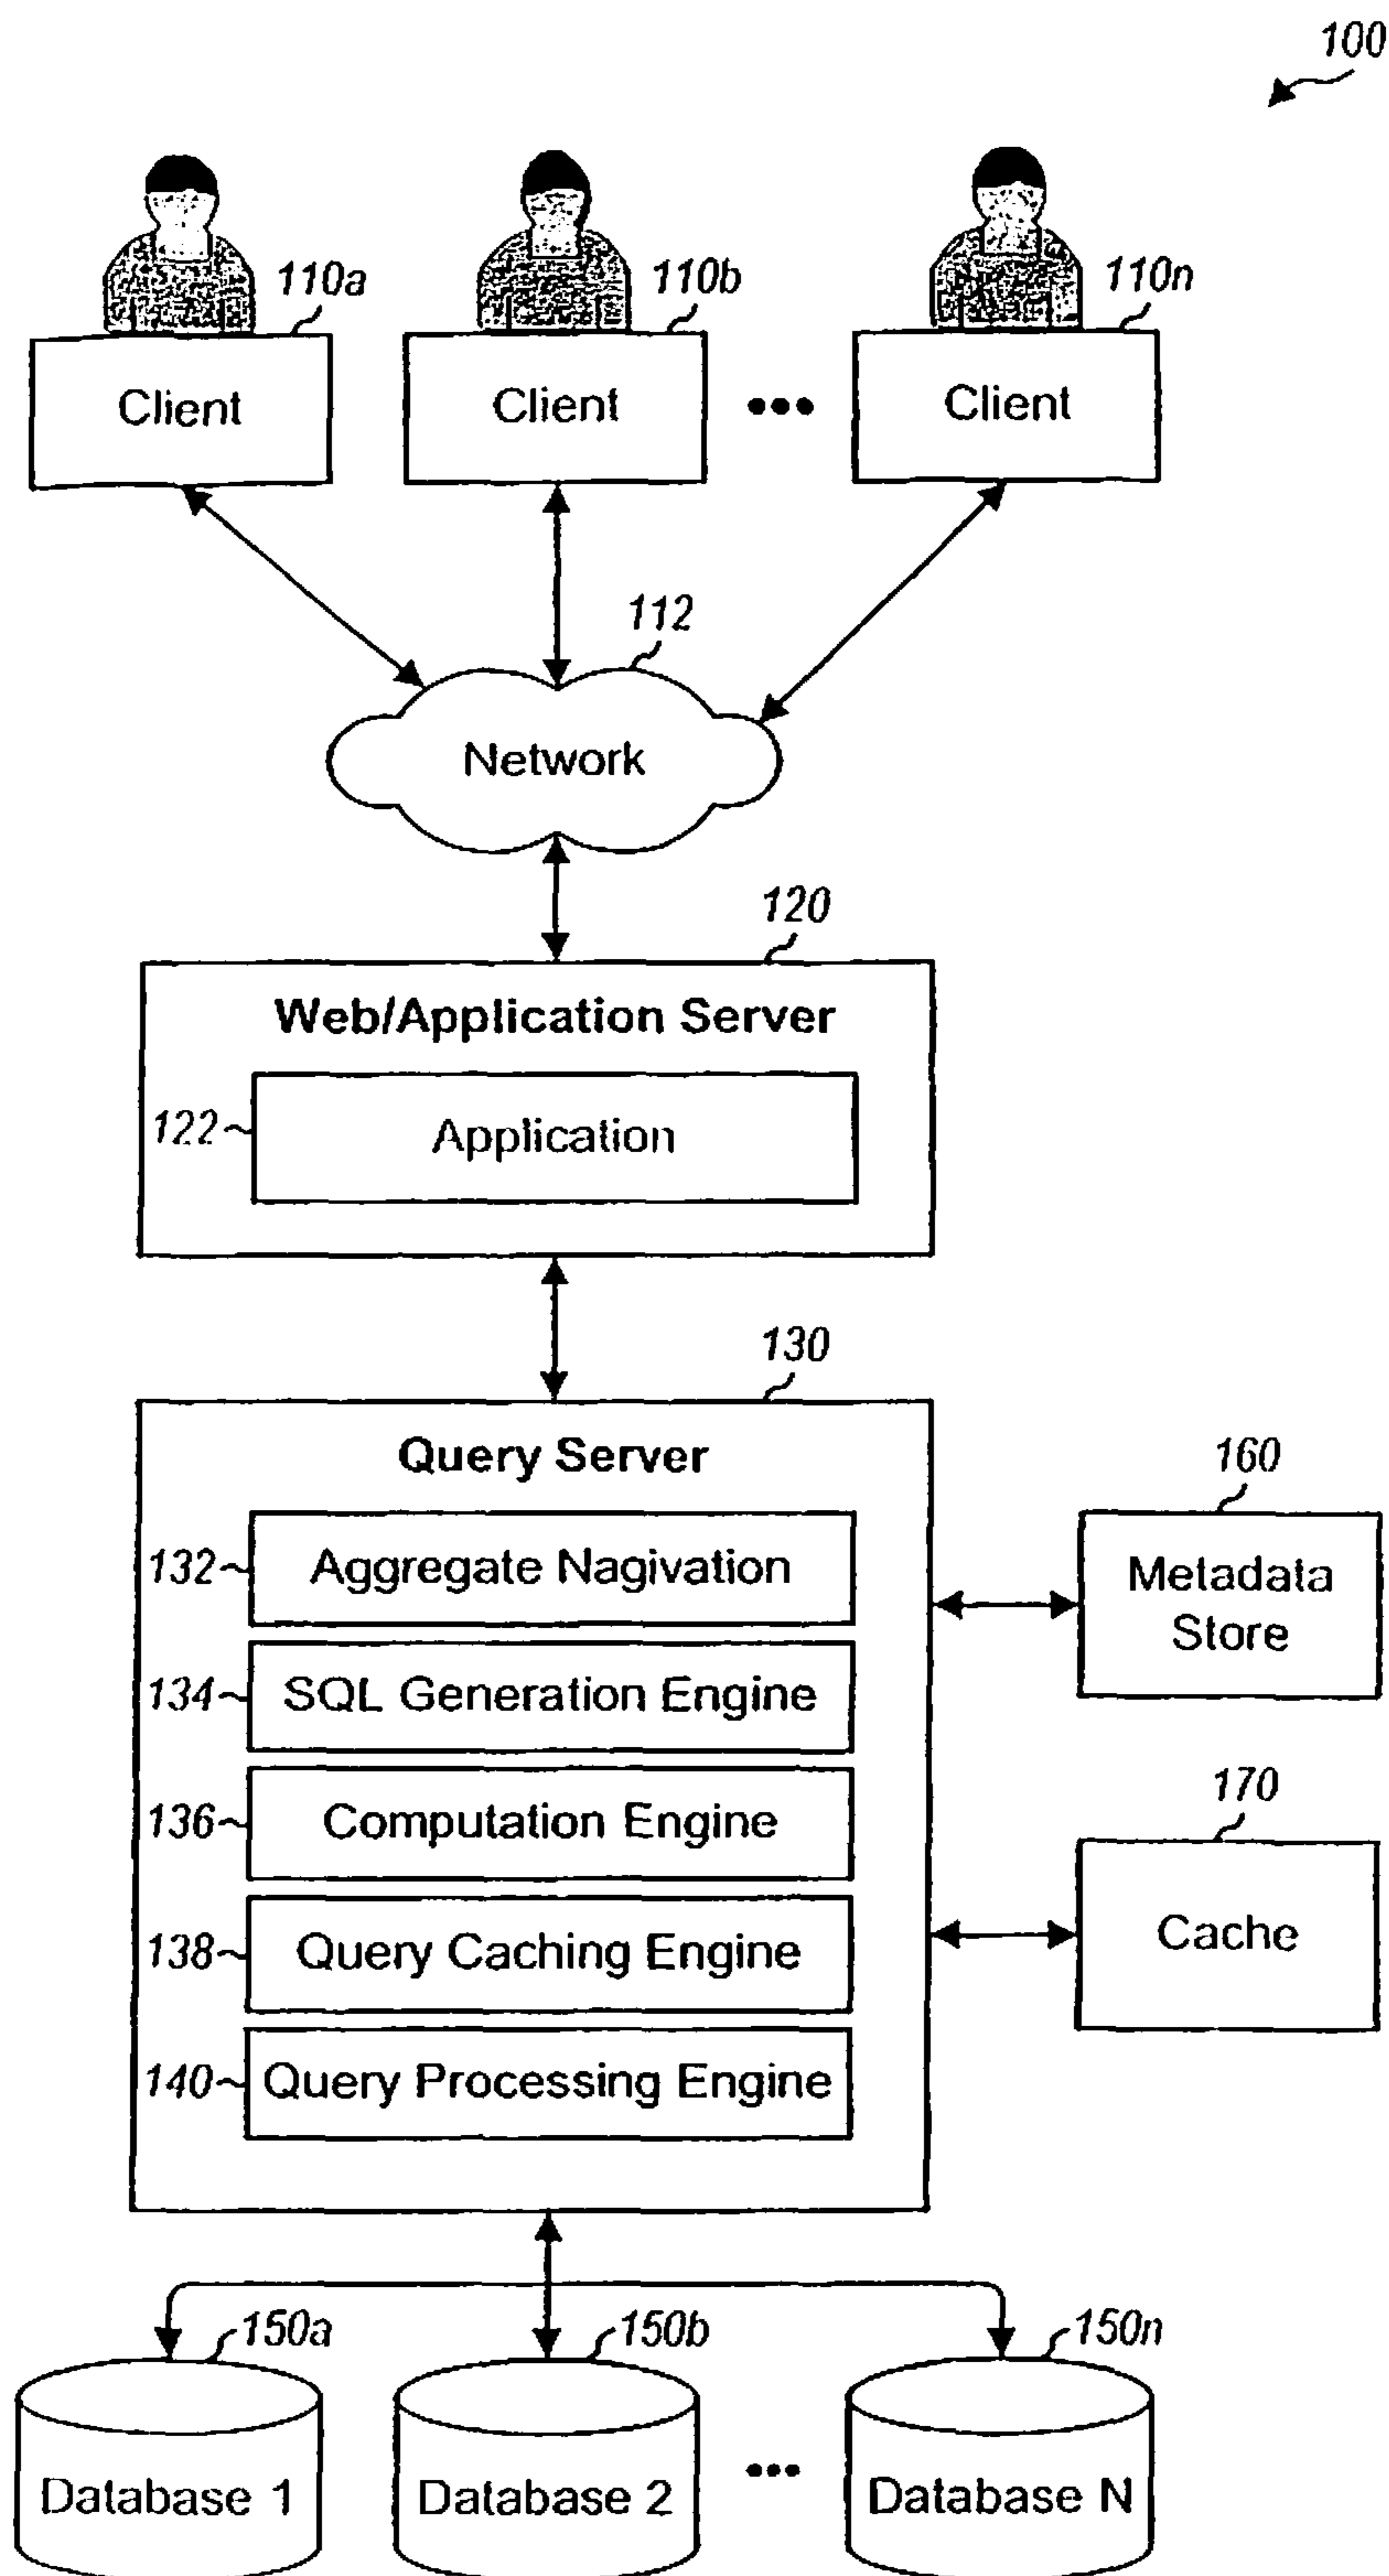 100
110a
110b
110n
Client
Client
•••
Client
112
Network
120
Web/Application Server
122
Application
130
Query Server
132
Aggregate Nagivation
134
SQL Generation Engine
136
Computation Engine
138
Query Caching Engine
140
Query Processing Engine
160
Metadata
Store
170
Cache
150a
150b
150n
Database 1
Database 2
•••
Database N